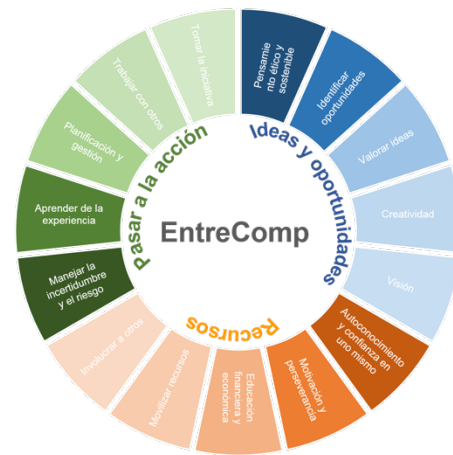 EntreComp
Ideas y oportunidades
Pensamie
nto ético y
sostenible
Identificar
oportunidades
Valorar ideas
Creatividad
Visión
Recursos
Autoconocimiento
y confianza en
uno mismo
Motivación y
perseverancia
Educación
financiera y
económica
Movilizar recursos
Involucrar a otros
Pasar a la acción
Manejar la
incertidumbre
y el riesgo
Aprender de la
experiencia
Planificación y
gestión
Trabajar con otros
Tomar la iniciativa